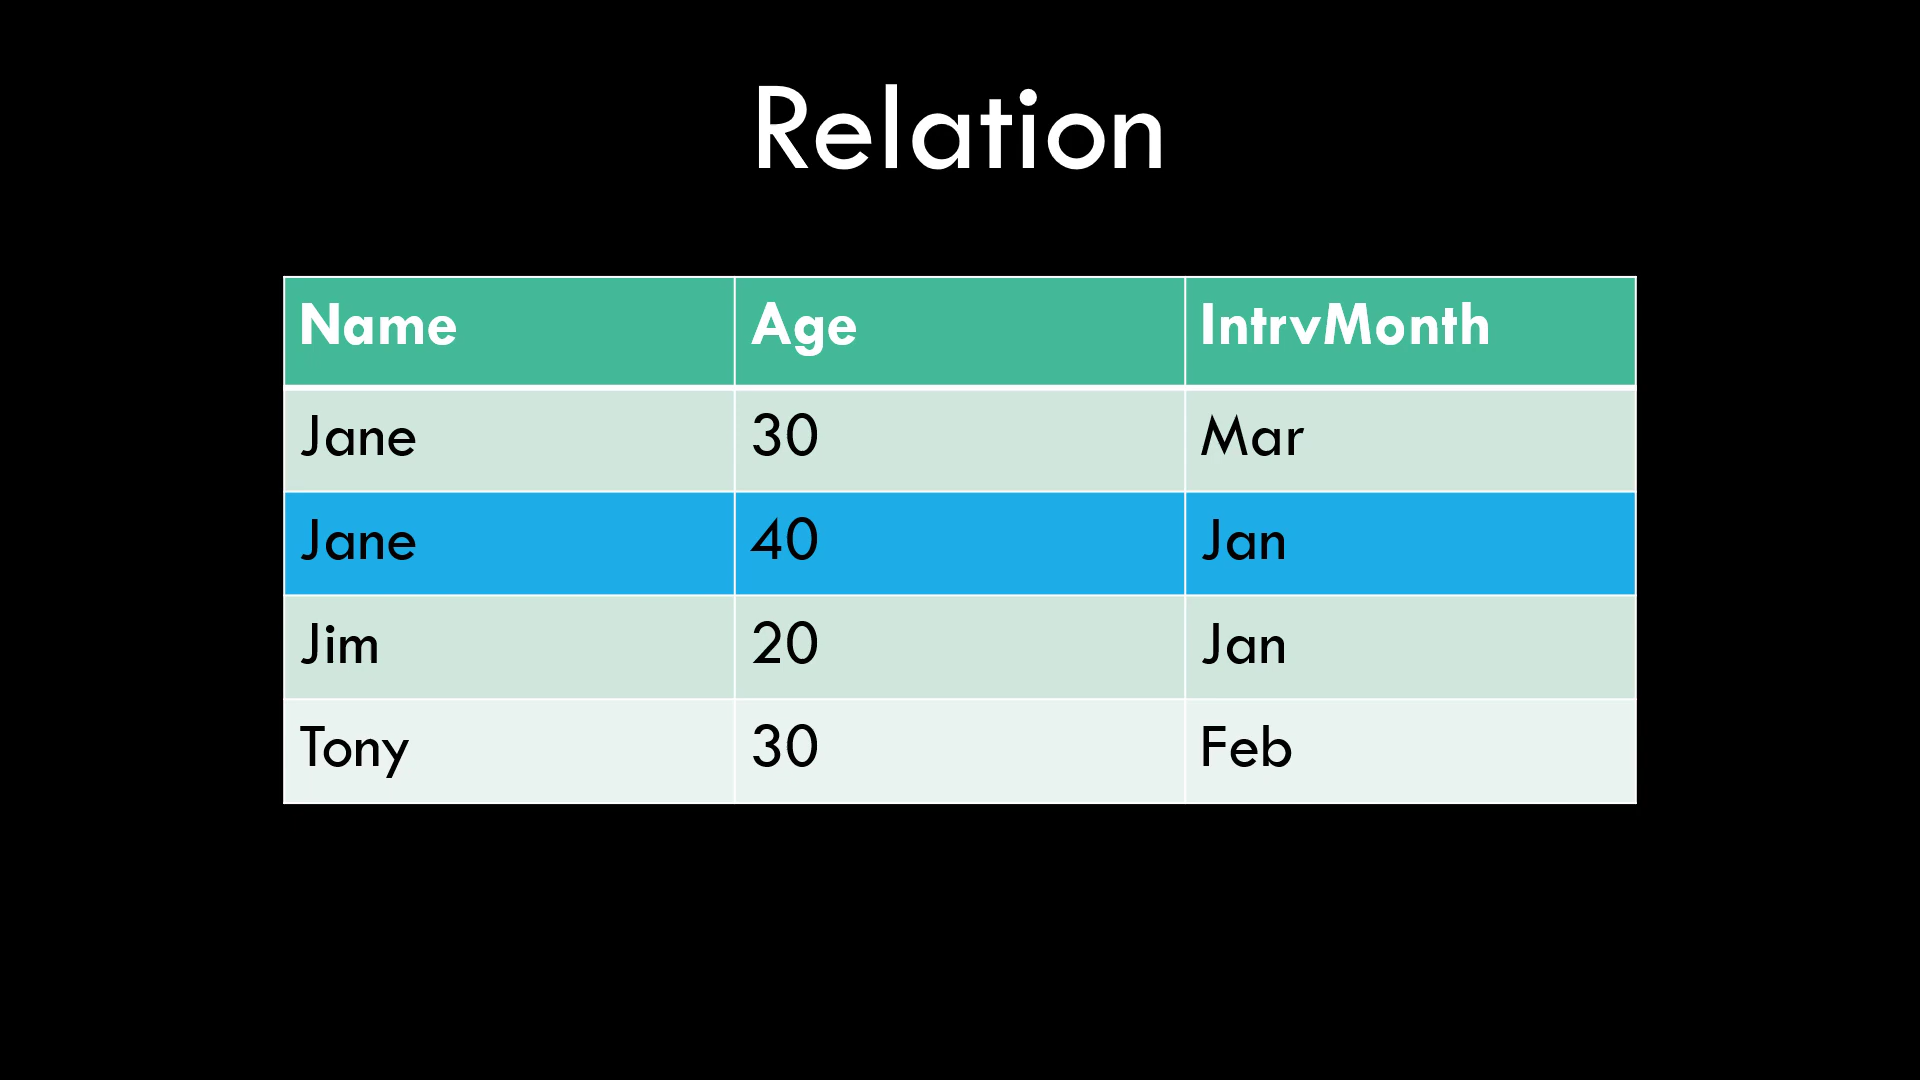 Relation
Name Age IntrvMonth
Jane 30 Mar
Jane 40 Jan
Jim 20 Jan
Tony 30 Feb